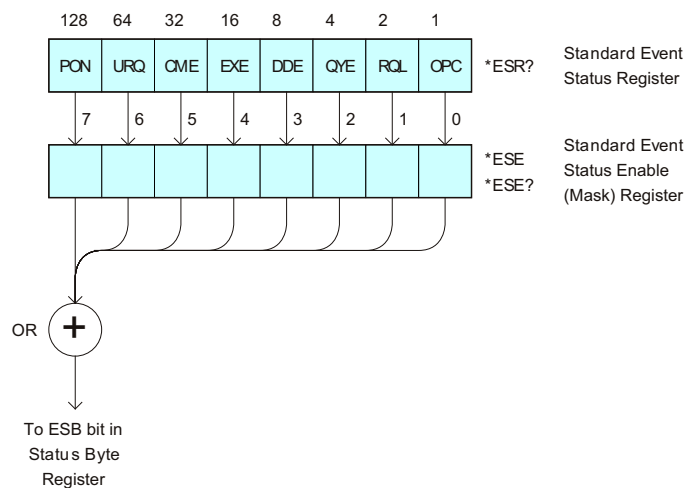 128 64 32 16 8 4 2 1
PON URQ CME EXE DDE QYE RQL OPC
*ESR?
Standard Event
Status Register
7 6 5 4 3 2 1 0
*ESE
*ESE?
Standard Event
Status Enable
(Mask) Register
OR +
To ESB bit in
Status Byte
Register